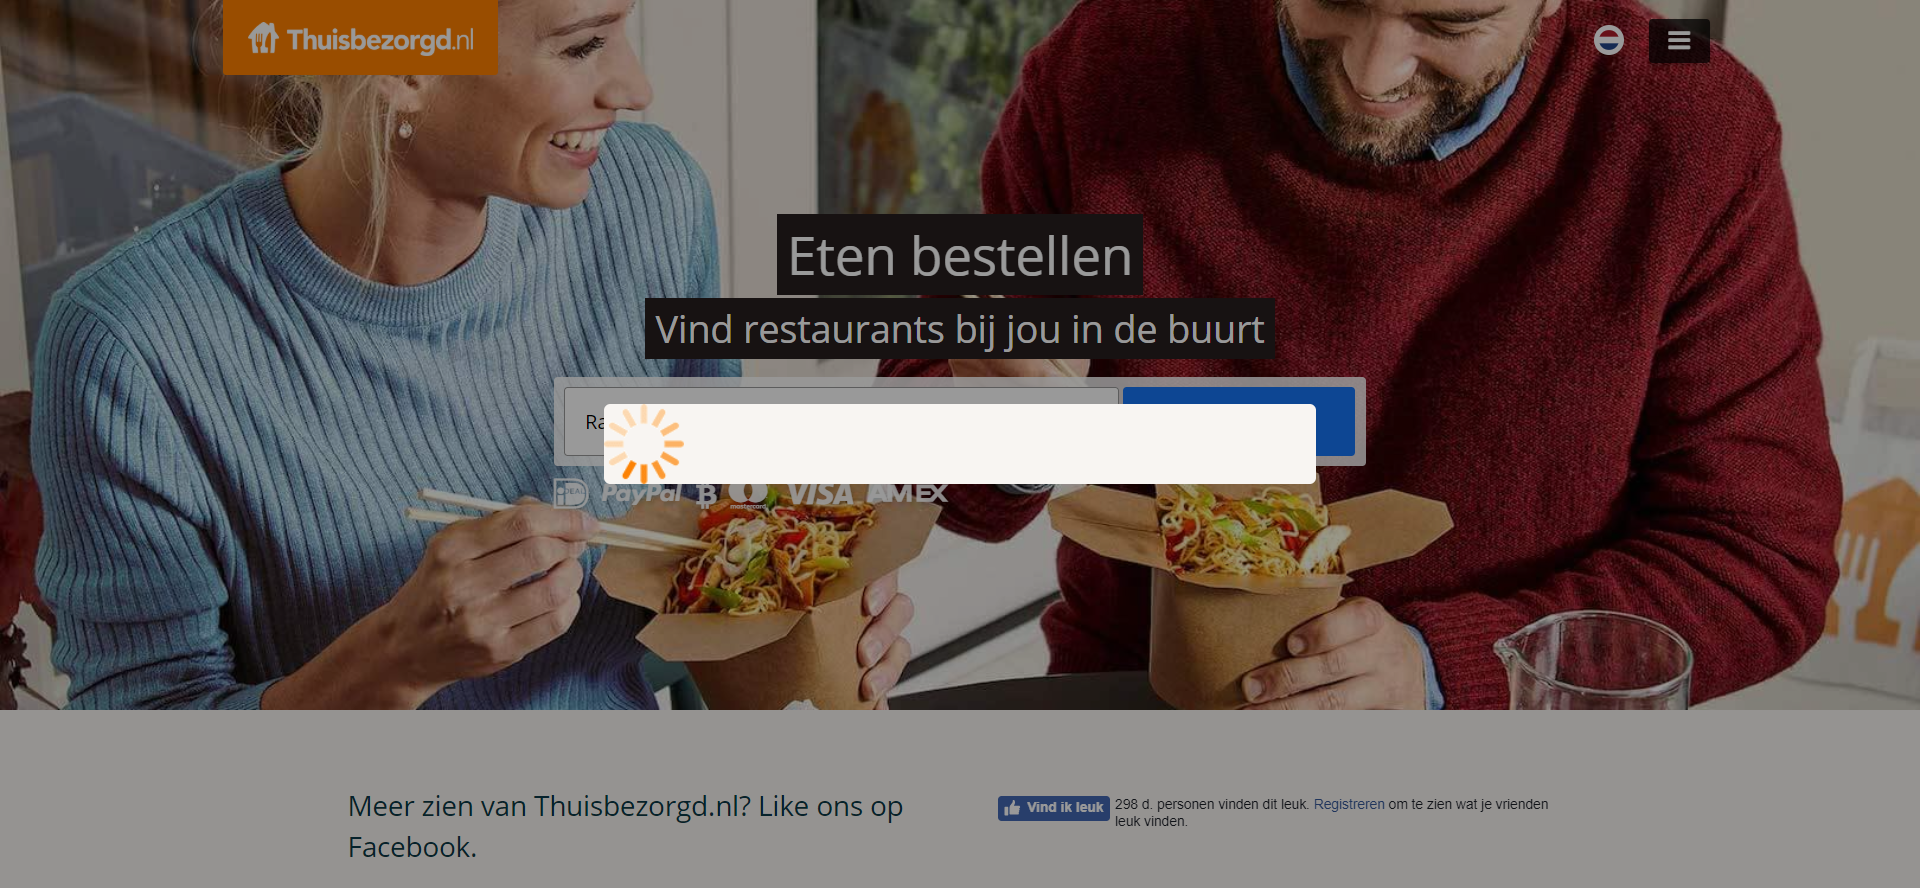 Thuisbezorgd.nl
Eten bestellen
Vind restaurants bij jou in de buurt
iDEAL PayPal VISA AMEX
mastercard
Meer zien van Thuisbezorgd.nl? Like ons op
Facebook.
Vind ik leuk
298 d. personen vinden dit leuk. Registreren om te zien wat je vrienden
leuk vinden.